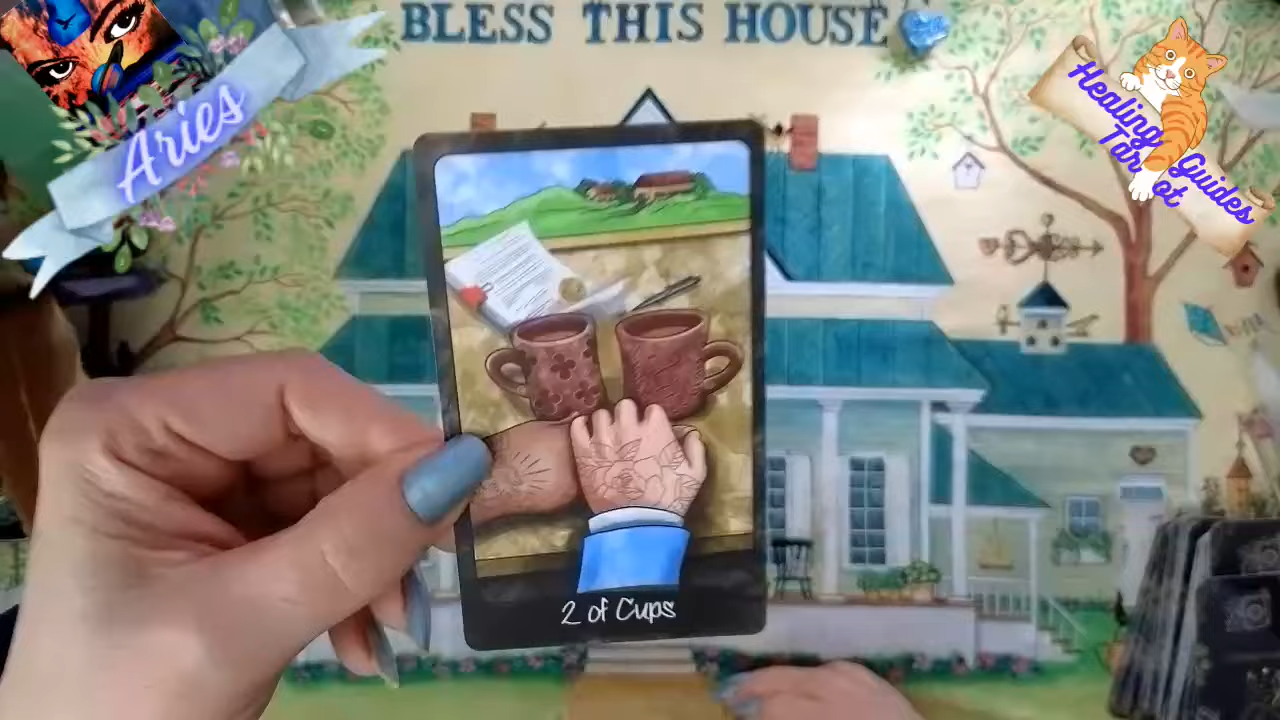 BLESS THIS HOUSE
Aries
Healing Guides
Tarot
2 of Cups